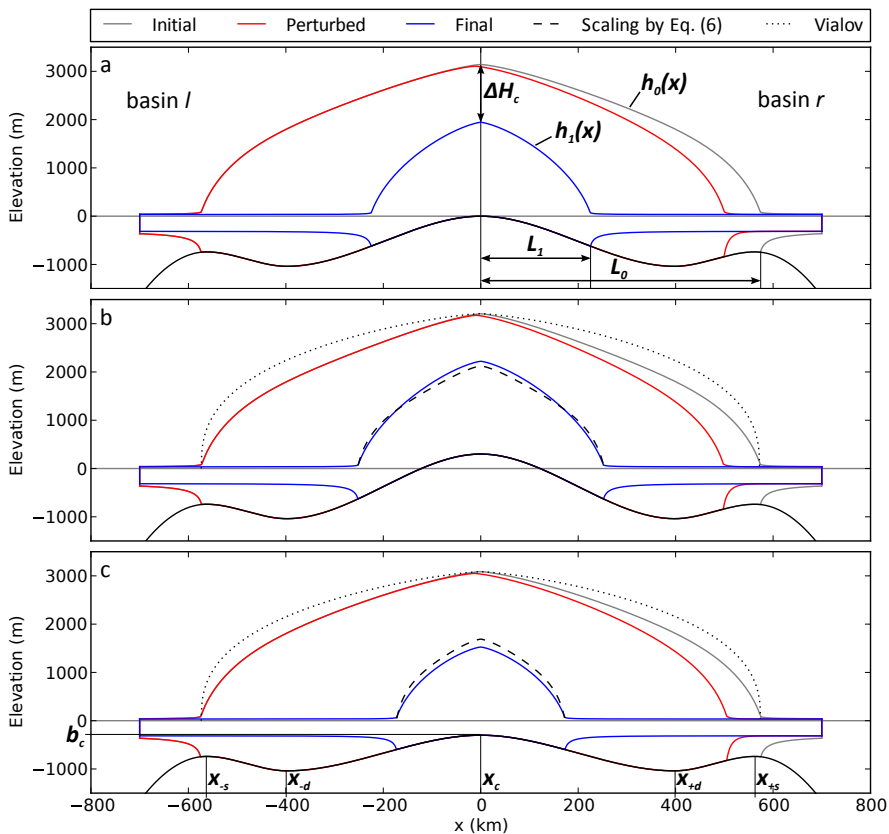 Initial Perturbed Final Scaling by Eq. (6) Vialov
a
basin l
basin r
ΔH_c
h_0(x)
h_1(x)
L_1
L_0
Elevation (m)
3000
2000
1000
0
−1000
b
Elevation (m)
3000
2000
1000
0
−1000
c
Elevation (m)
3000
2000
1000
0
b_c
−1000
x_-s x_-d x_c x_+d x_+s
−800 −600 −400 −200 0 200 400 600 800
x (km)